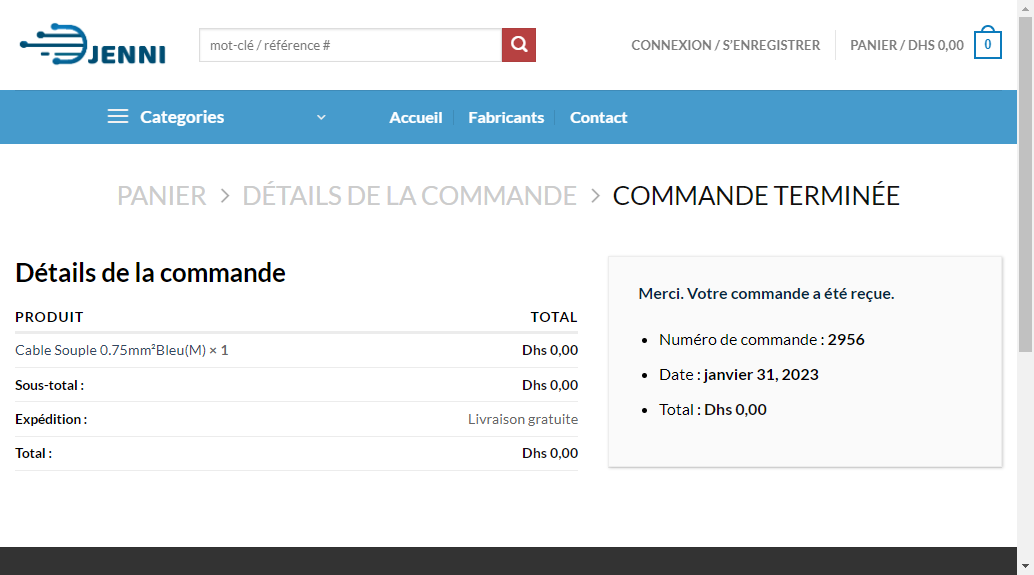 JENNI
mot-clé / référence #
CONNEXION / S'ENREGISTRER
PANIER / DHS 0,00
0
Categories
Accueil
Fabricants
Contact
PANIER > DÉTAILS DE LA COMMANDE > COMMANDE TERMINÉE
Détails de la commande
PRODUIT TOTAL
Cable Souple 0.75mm²Bleu(M) × 1 Dhs 0,00
Sous-total : Dhs 0,00
Expédition : Livraison gratuite
Total : Dhs 0,00
Merci. Votre commande a été reçue.
• Numéro de commande : 2956
• Date : janvier 31, 2023
• Total : Dhs 0,00